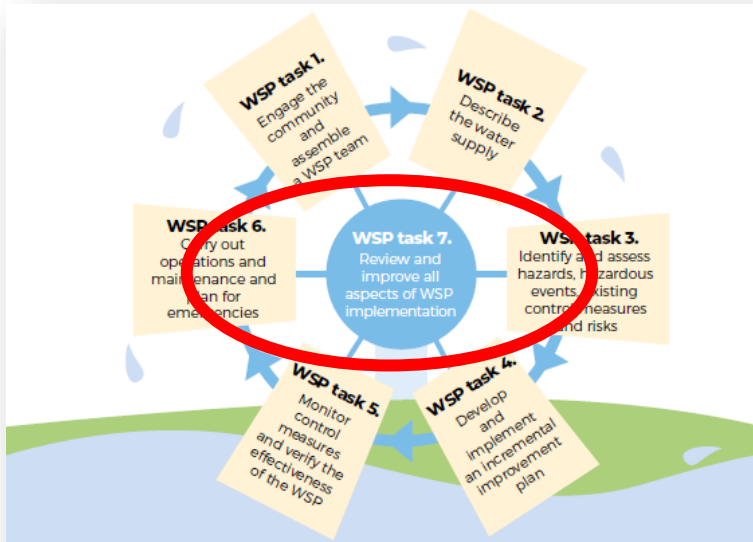 WSP task 1.
Engage the
community
and
assemble
a WSP team
WSP task 2.
Describe
the water
supply
WSP task 3.
Identify and assess
hazards, hazardous
events, existing
control measures
and risks
WSP task 4.
Develop
and
implement
an incremental
improvement
plan
WSP task 5.
Monitor
control
measures
and verify the
effectiveness
of the WSP
WSP task 6.
Carry out
operations and
maintenance and
plan for
emergencies
WSP task 7.
Review and
improve all
aspects of WSP
implementation